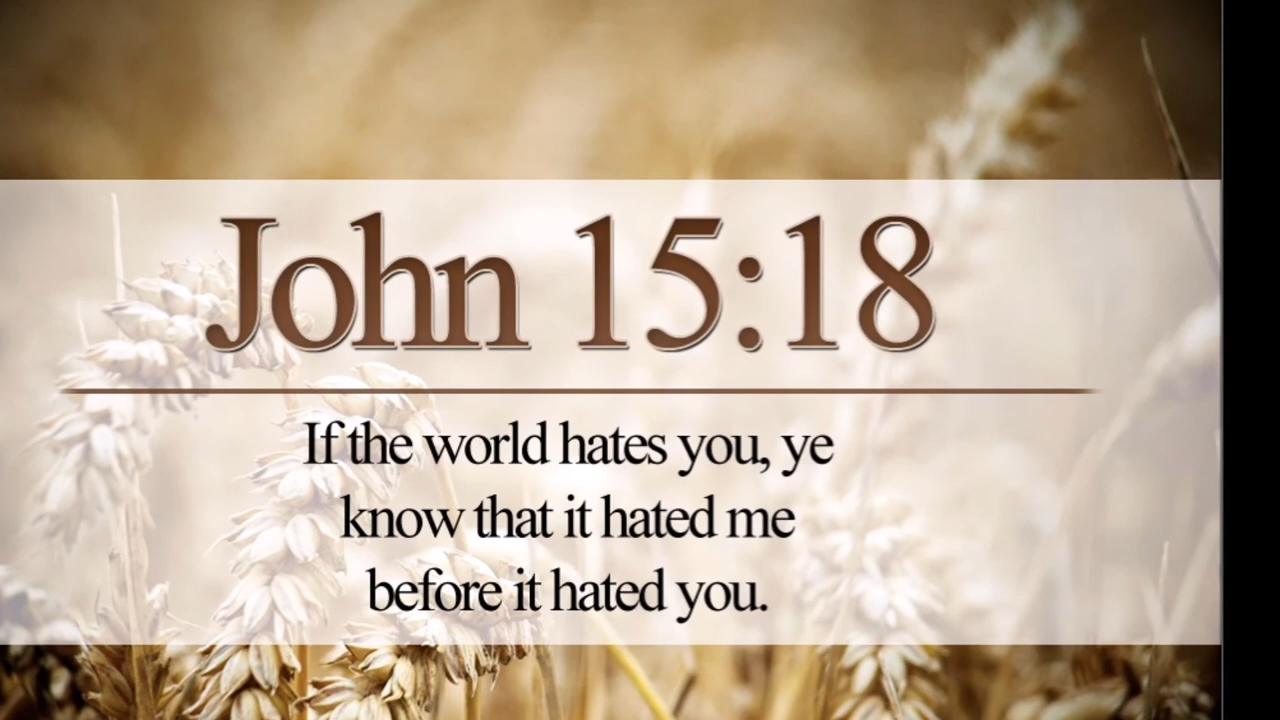 John 15:18
If the world hates you, ye
know that it hated me
before it hated you.